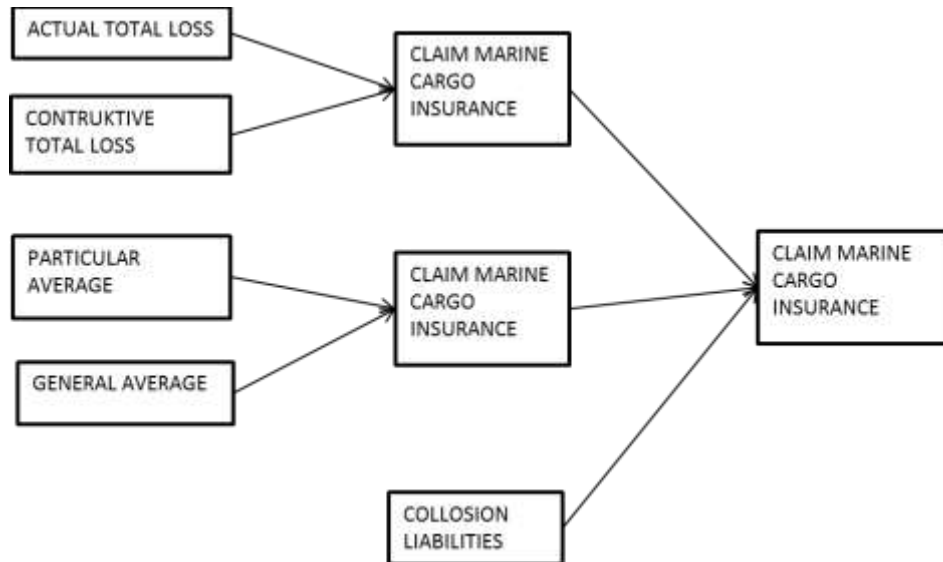 ACTUAL TOTAL LOSS
CONTRUKTIVE
TOTAL LOSS
PARTICULAR
AVERAGE
GENERAL AVERAGE
CLAIM MARINE
CARGO
INSURANCE
CLAIM MARINE
CARGO
INSURANCE
COLLOSION
LIABILITIES
CLAIM MARINE
CARGO
INSURANCE